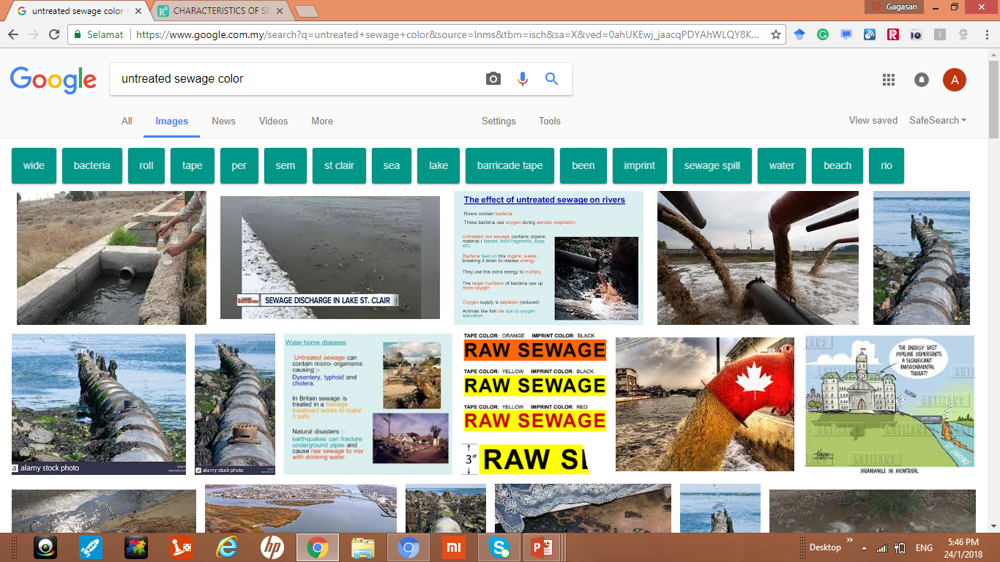 untreated sewage color -
CHARACTERISTICS OF SE
Gagasan
Selamat
https://www.google.com.my/search?q=untreated+sewage+color&source=lnms&tbm=isch&sa=X&ved=0ahUKEwj_jaacqPDYAhWLQY8K...
Google
untreated sewage color
A
All Images News Videos More Settings Tools
View saved SafeSearch
wide bacteria roll tape per sem st clair sea lake barricade tape been imprint sewage spill water beach rio
SEWAGE DISCHARGE IN LAKE ST. CLAIR
The effect of untreated sewage on rivers
Rivers contain bacteria
These bacteria use oxygen during aerobic respiration.
Untreated raw sewage contains organic
material ( faeces ,food fragments, soap
etc)
Bacteria feed on this organic waste
breaking it down to release energy.
They use this extra energy to multiply.
The larger numbers of bacteria use up
more oxygen
Oxygen supply is depleted (reduced)
Animals like fish die due to oxygen
starvation
a alamy stock photo
a alamy stock photo
Water borne diseases
Untreated sewage can
contain micro- organisms
causing :-
Dysentery, typhoid and
cholera.
In Britain sewage is
treated in a Sewage
treatment works to make
it safe.
Natural disasters :-
earthquakes can fracture
underground pipes and
cause raw sewage to mix
with drinking water.
TAPE COLOR: ORANGE IMPRINT COLOR: BLACK
RAW SEWAGE
TAPE COLOR: YELLOW IMPRINT COLOR: BLACK
RAW SEWAGE
TAPE COLOR: YELLOW IMPRINT COLOR: RED
RAW SEWAGE
3"
RAW S
THE ENERGY EAST
PIPELINE REPRESENTS
A SIGNIFICANT
ENVIRONMENTAL
THREAT!
FLUSH
ARTIZANS
MEANWHILE IN MONTREAL
hp
mi
Desktop
ENG
5:46 PM
24/1/2018